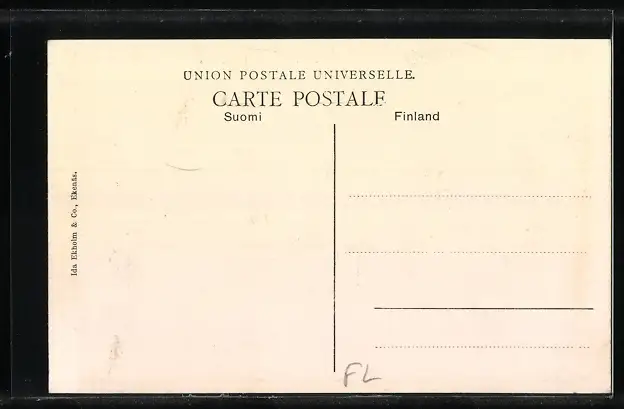 UNION POSTALE UNIVERSELLE.
CARTE POSTALE
Suomi Finland
Ida Ekholm & Co., Ekenäs.
FL